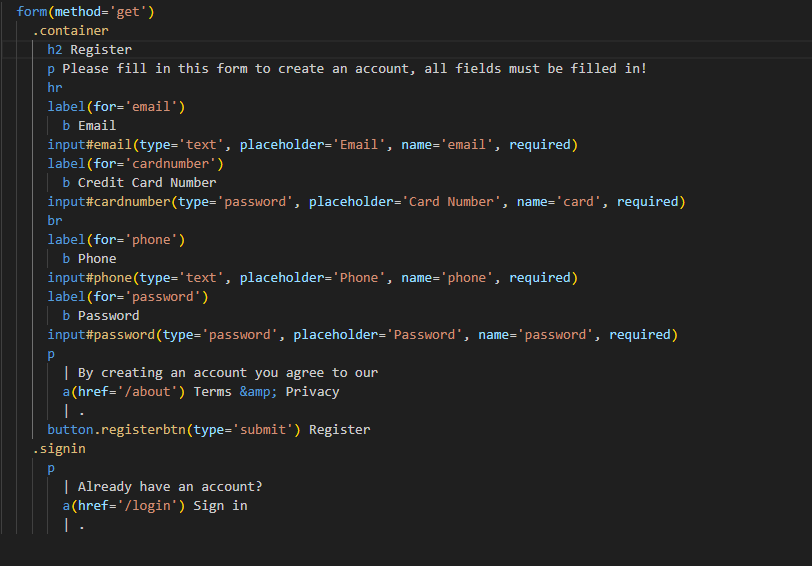 form(method='get')
.container
h2 Register
p Please fill in this form to create an account, all fields must be filled in!
hr
label(for='email')
b Email
input#email(type='text', placeholder='Email', name='email', required)
label(for='cardnumber')
b Credit Card Number
input#cardnumber(type='password', placeholder='Card Number', name='card', required)
br
label(for='phone')
b Phone
input#phone(type='text', placeholder='Phone', name='phone', required)
label(for='password')
b Password
input#password(type='password', placeholder='Password', name='password', required)
p
| By creating an account you agree to our
a(href='/about') Terms &amp; Privacy
| .
button.registerbtn(type='submit') Register
.signin
p
| Already have an account?
a(href='/login') Sign in
| .